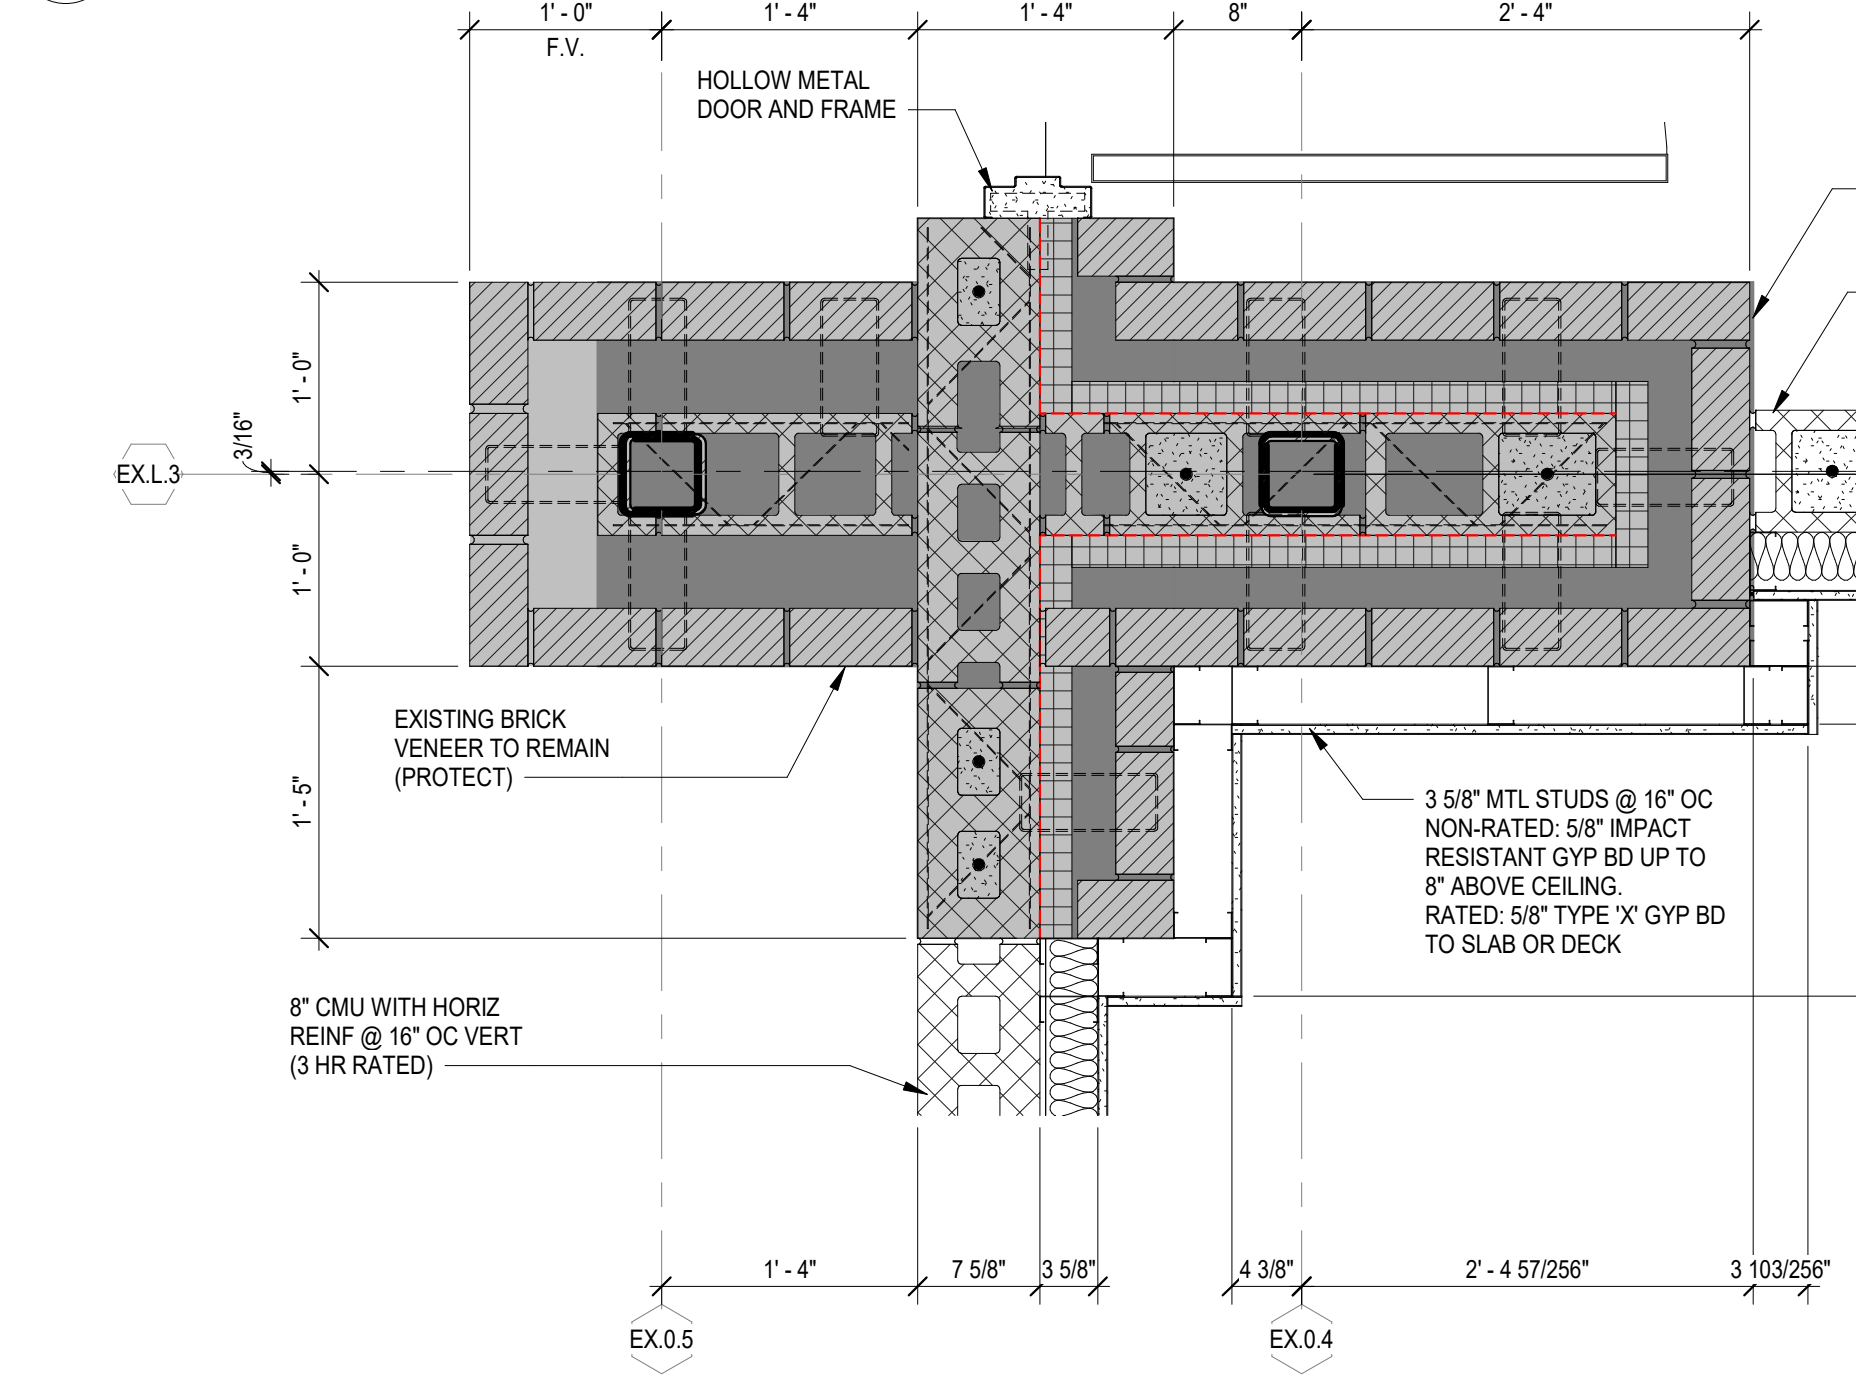 1' - 0"
1' - 4"
1' - 4"
8"
2' - 4"
F.V.
HOLLOW METAL
DOOR AND FRAME
1' - 0"
3/16"
EX.L.3
1' - 0"
EXISTING BRICK
VENEER TO REMAIN
(PROTECT)
1' - 5"
3 5/8" MTL STUDS @ 16" OC
NON-RATED: 5/8" IMPACT
RESISTANT GYP BD UP TO
8" ABOVE CEILING.
RATED: 5/8" TYPE 'X' GYP BD
TO SLAB OR DECK
8" CMU WITH HORIZ
REINF @ 16" OC VERT
(3 HR RATED)
1' - 4"
7 5/8"
3 5/8"
4 3/8"
2' - 4 57/256"
3 103/256"
EX.0.5
EX.0.4